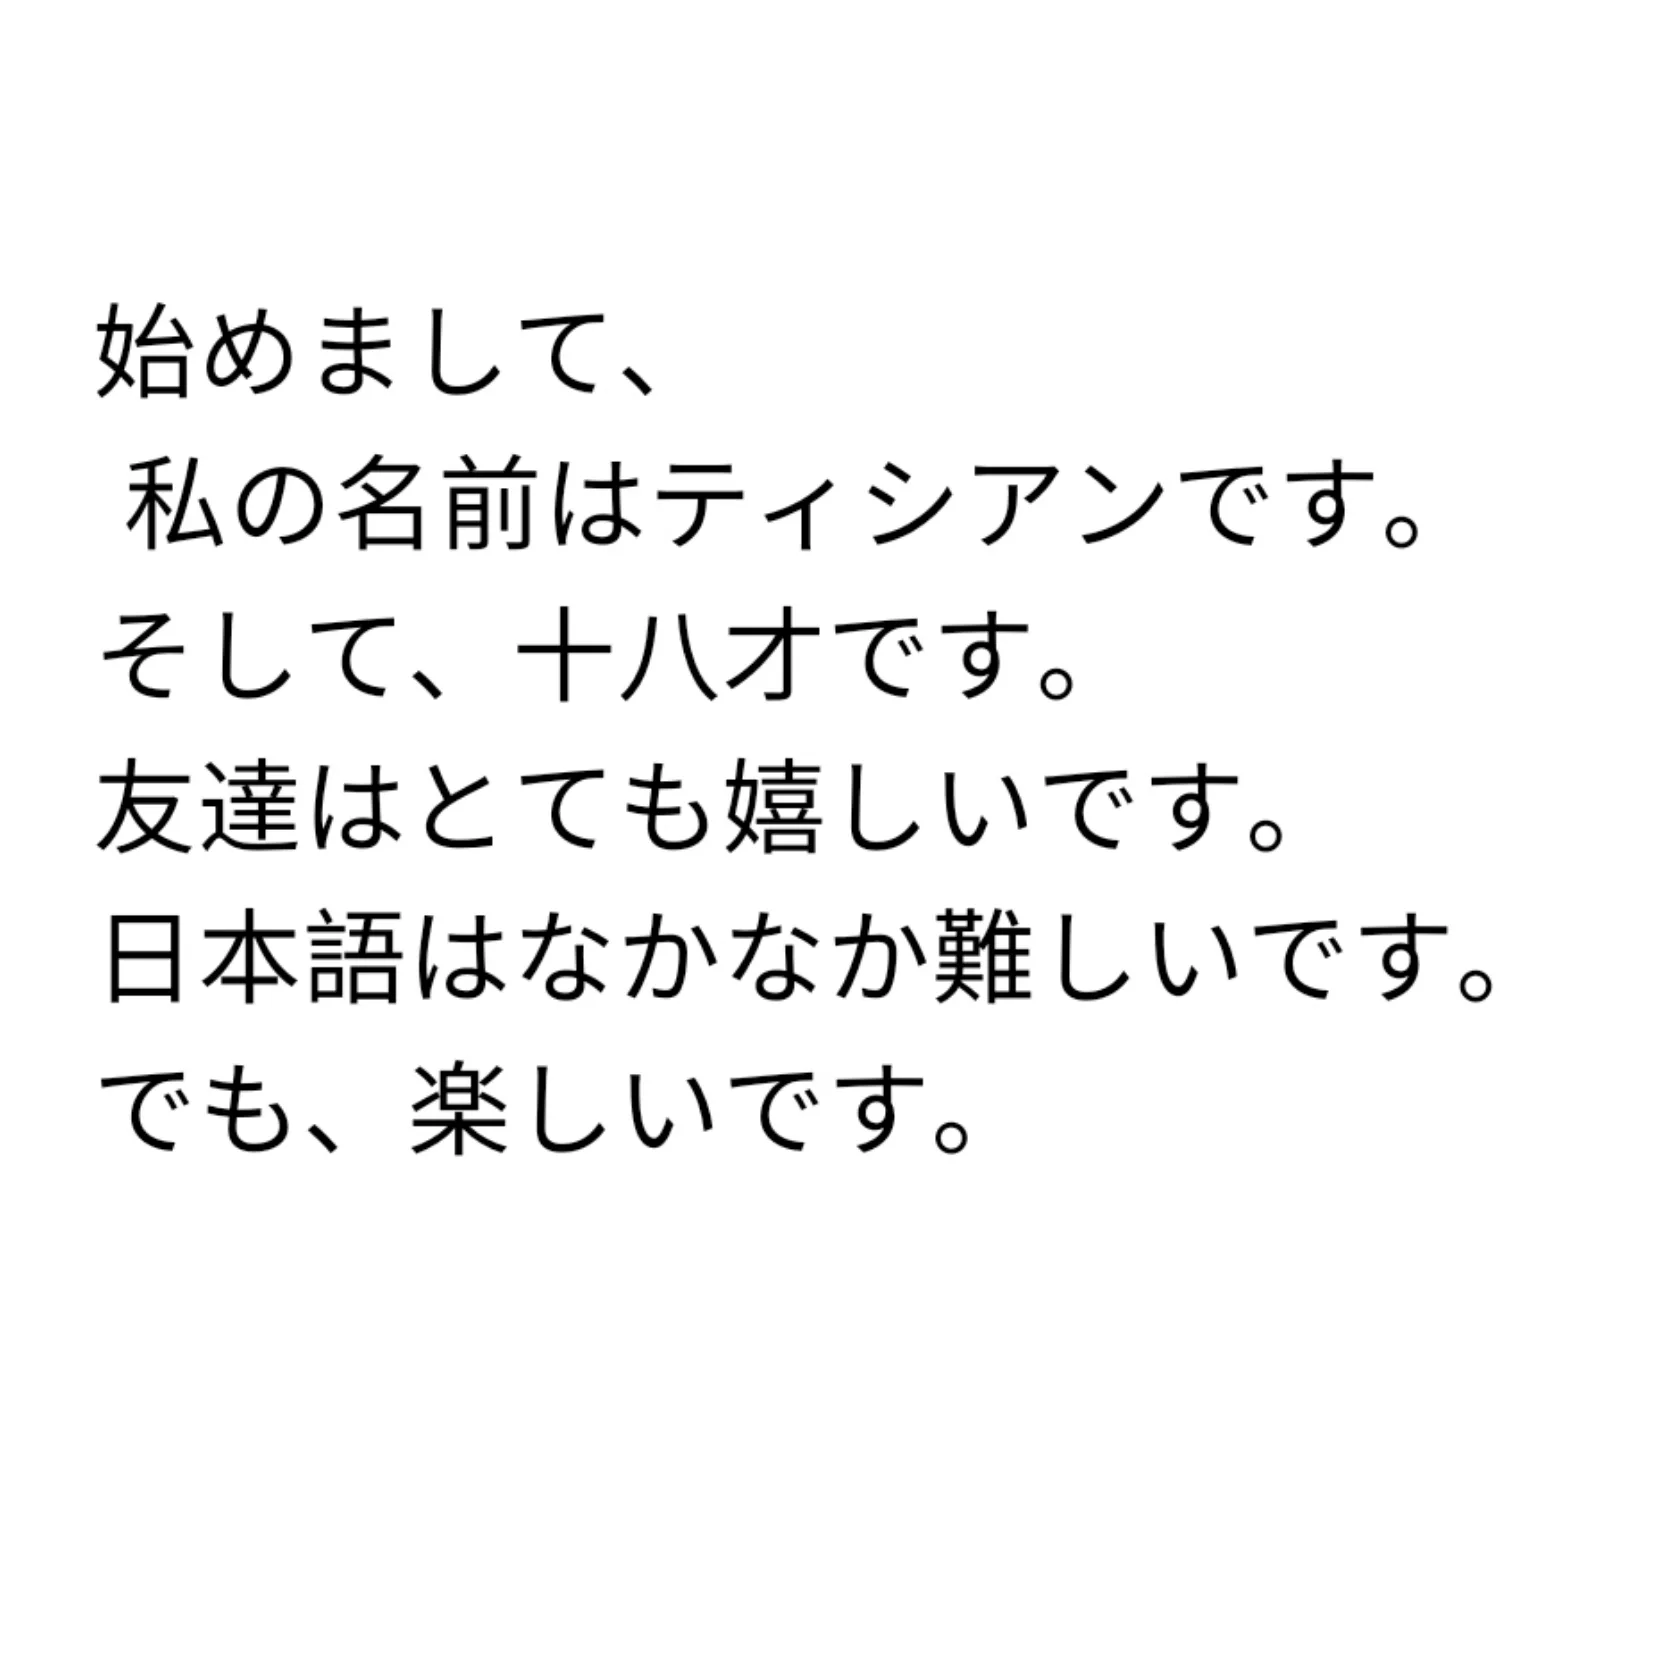 始めまして、
私の名前はティシアンです。
そして、十八才です。
友達はとても嬉しいです。
日本語はなかなか難しいです。
でも、楽しいです。